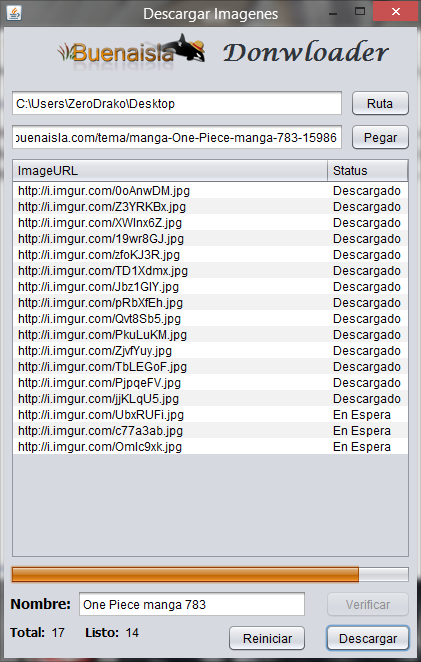 Descargar Imagenes
Buenaisla Donwloader
C:\Users\ZeroDrako\Desktop Ruta
buenaisla.com/tema/manga-One-Piece-manga-783-15986 Pegar
ImageURL Status
http://i.imgur.com/0oAnwDM.jpg Descargado
http://i.imgur.com/Z3YRKBx.jpg Descargado
http://i.imgur.com/XWInx6Z.jpg Descargado
http://i.imgur.com/19wr8GJ.jpg Descargado
http://i.imgur.com/zfoKJ3R.jpg Descargado
http://i.imgur.com/TD1Xdmx.jpg Descargado
http://i.imgur.com/Jbz1GIY.jpg Descargado
http://i.imgur.com/pRbXfEh.jpg Descargado
http://i.imgur.com/Qvt8Sb5.jpg Descargado
http://i.imgur.com/PkuLuKM.jpg Descargado
http://i.imgur.com/ZjvfYuy.jpg Descargado
http://i.imgur.com/TbLEGoF.jpg Descargado
http://i.imgur.com/PjpqeFV.jpg Descargado
http://i.imgur.com/jjKLqU5.jpg Descargado
http://i.imgur.com/UbxRUFi.jpg En Espera
http://i.imgur.com/c77a3ab.jpg En Espera
http://i.imgur.com/OmIc9xk.jpg En Espera
Nombre: One Piece manga 783 Verificar
Total: 17 Listo: 14 Reiniciar Descargar